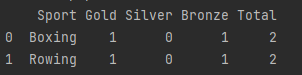 Sport Gold Silver Bronze Total
0 Boxing 1 0 1 2
1 Rowing 1 0 1 2